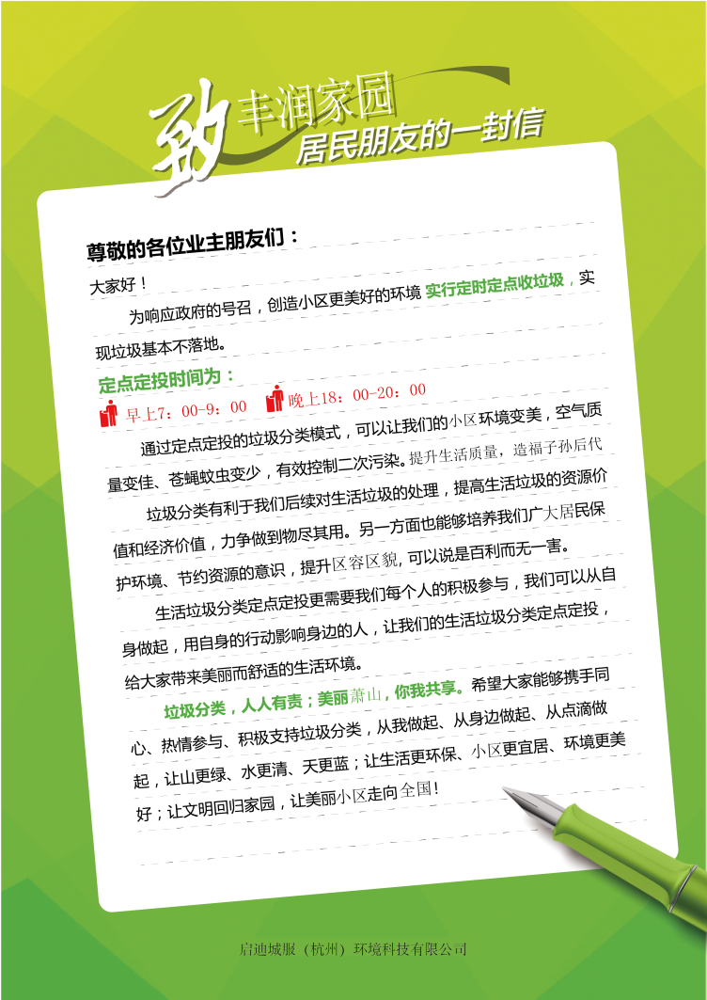 致丰润家园
居民朋友的一封信
尊敬的各位业主朋友们：
大家好！
为响应政府的号召，创造小区更美好的环境 实行定时定点收垃圾，实
现垃圾基本不落地。
定点定投时间为：
早上7：00-9：00 晚上18：00-20：00
通过定点定投的垃圾分类模式，可以让我们的小区环境变美，空气质
量变佳、苍蝇蚊虫变少，有效控制二次污染。提升生活质量，造福子孙后代
垃圾分类有利于我们后续对生活垃圾的处理，提高生活垃圾的资源价
值和经济价值，力争做到物尽其用。另一方面也能够培养我们广大居民保
护环境、节约资源的意识，提升区容区貌，可以说是百利而无一害。
生活垃圾分类定点定投更需要我们每个人的积极参与，我们可以从自
身做起，用自身的行动影响身边的人，让我们的生活垃圾分类定点定投，
给大家带来美丽而舒适的生活环境。
垃圾分类，人人有责；美丽萧山，你我共享。希望大家能够携手同
心、热情参与、积极支持垃圾分类，从我做起、从身边做起、从点滴做
起，让山更绿、水更清、天更蓝；让生活更环保、小区更宜居、环境更美
好；让文明回归家园，让美丽小区走向全国！
启迪城服（杭州）环境科技有限公司